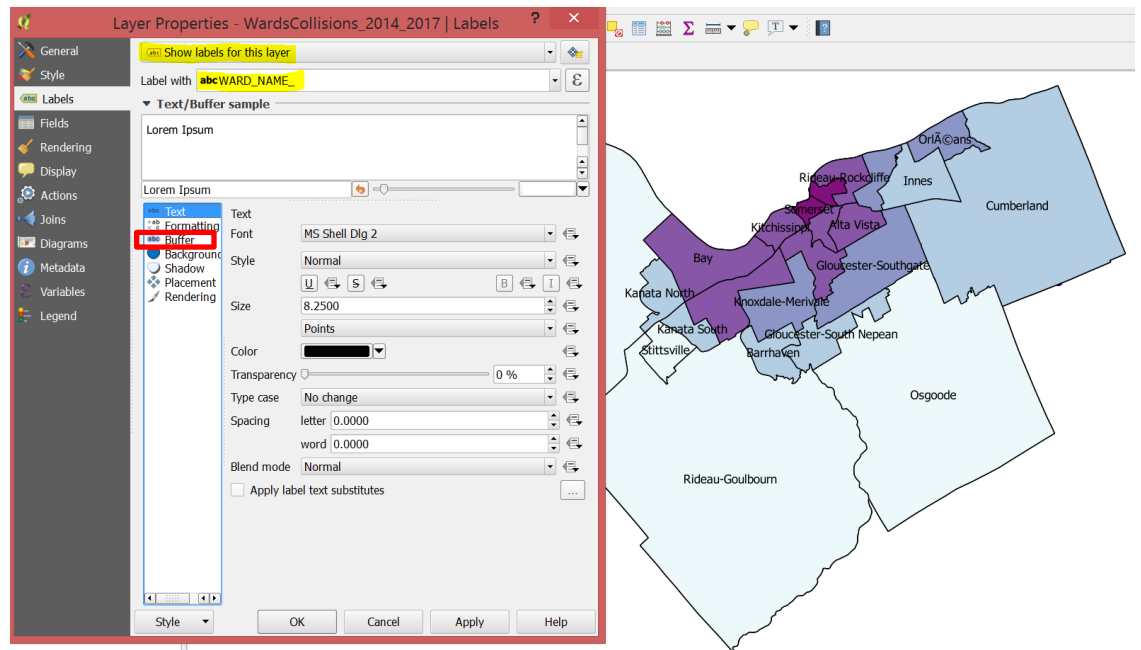 Layer Properties - WardsCollisions_2014_2017 | Labels ? ×
General
Style
Labels
Fields
Rendering
Display
Actions
Joins
Diagrams
Metadata
Variables
Legend
abc Show labels for this layer
Label with abc WARD_NAME_ ε
Text/Buffer sample
Lorem Ipsum
Lorem Ipsum
Text
Formatting
Buffer
Background
Shadow
Placement
Rendering
Text
Font MS Shell Dlg 2
Style Normal
U S B I
Size 8.2500
Points
Color
Transparency 0 %
Type case No change
Spacing letter 0.0000
word 0.0000
Blend mode Normal
Apply label text substitutes ...
Style OK Cancel Apply Help
Σ T ?
OrlÃ©ans
Rideau-Rockcliffe
Innes
Cumberland
Somerset
Kitchissippi
Alta Vista
Bay
Gloucester-Southgate
Kanata North
Knoxdale-Merivale
Kanata South
Gloucester-South Nepean
Stittsville
Barrhaven
Osgoode
Rideau-Goulbourn